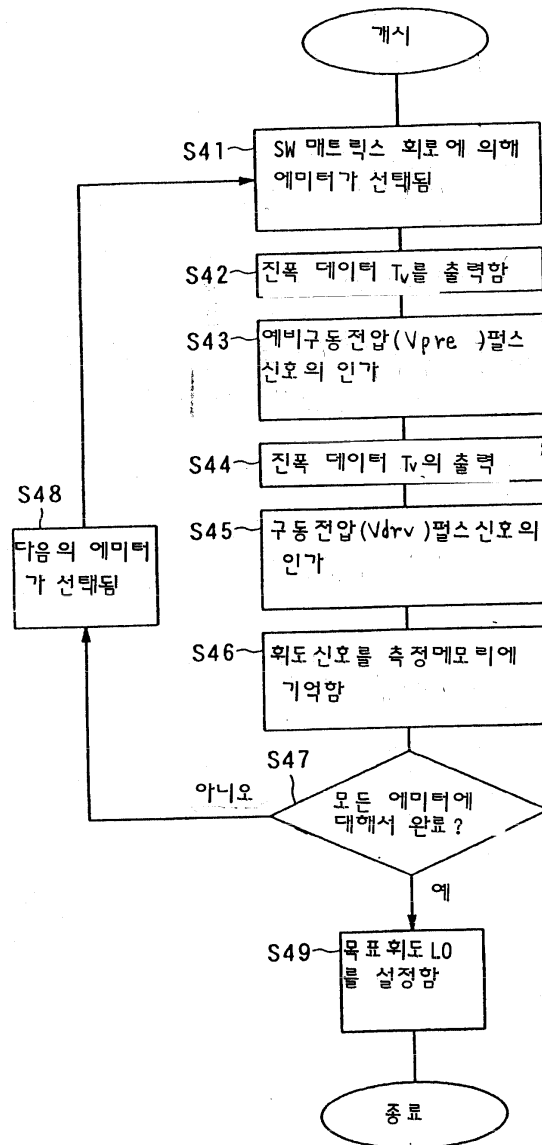 개시
S41
SW 매트릭스 회로에 의해
에미터가 선택됨
S42
진폭 데이터 Tv를 출력함
S43
예비구동전압(Vpre )펄스
신호의 인가
S44
진폭 데이터 Tv의 출력
S48
다음의 에미터
가 선태됨
S45
구동전압(Vdrv)펄스신호의
인가
S46
휘도신호를 측정메모리에
기억함
S47
아니오
모든 에미터에
대해서 완료?
예
S49
목표휘도 L0
를 설정함
종료